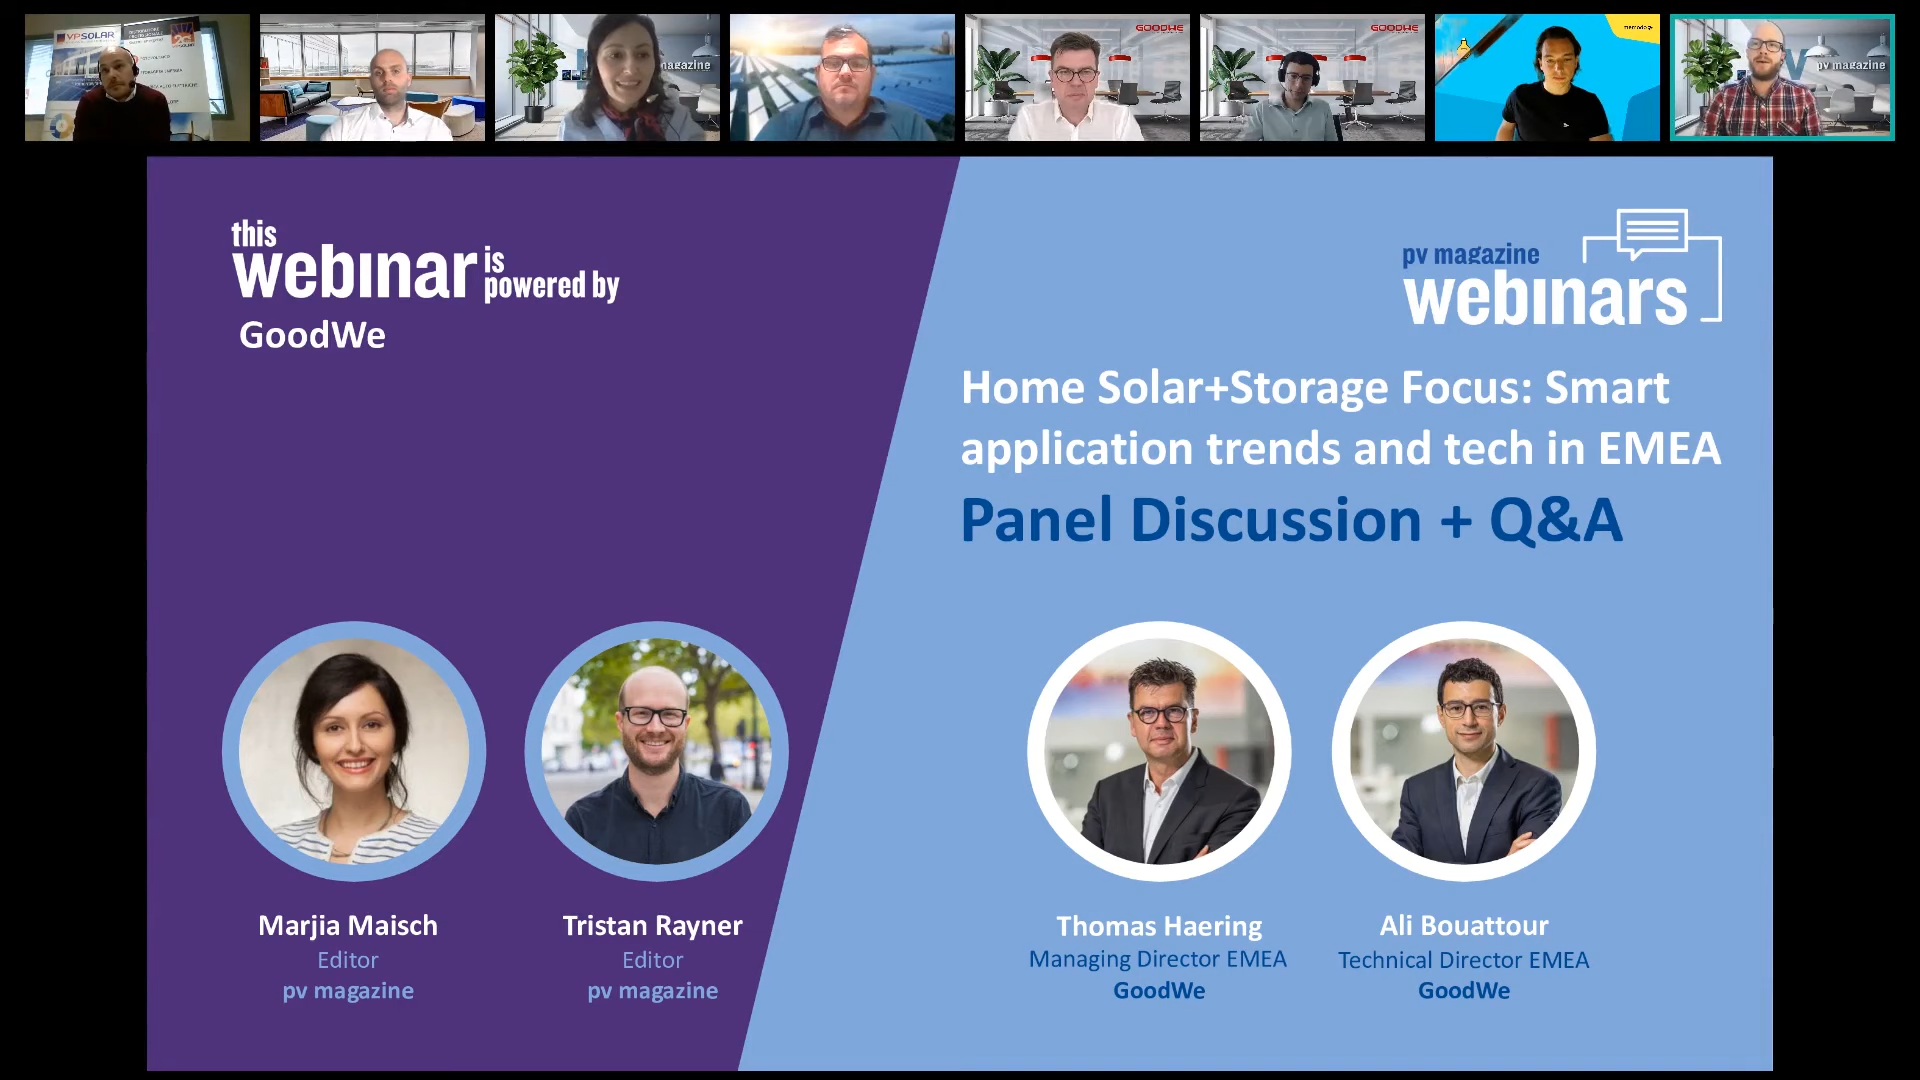 VPSOLAR
magazine
GOODWE
GOODWE
memodo
pv magazine
this
webinar is
powered by
GoodWe
pv magazine
webinars
Home Solar+Storage Focus: Smart
application trends and tech in EMEA
Panel Discussion + Q&A
Marjia Maisch
Editor
pv magazine
Tristan Rayner
Editor
pv magazine
Thomas Haering
Managing Director EMEA
GoodWe
Ali Bouattour
Technical Director EMEA
GoodWe